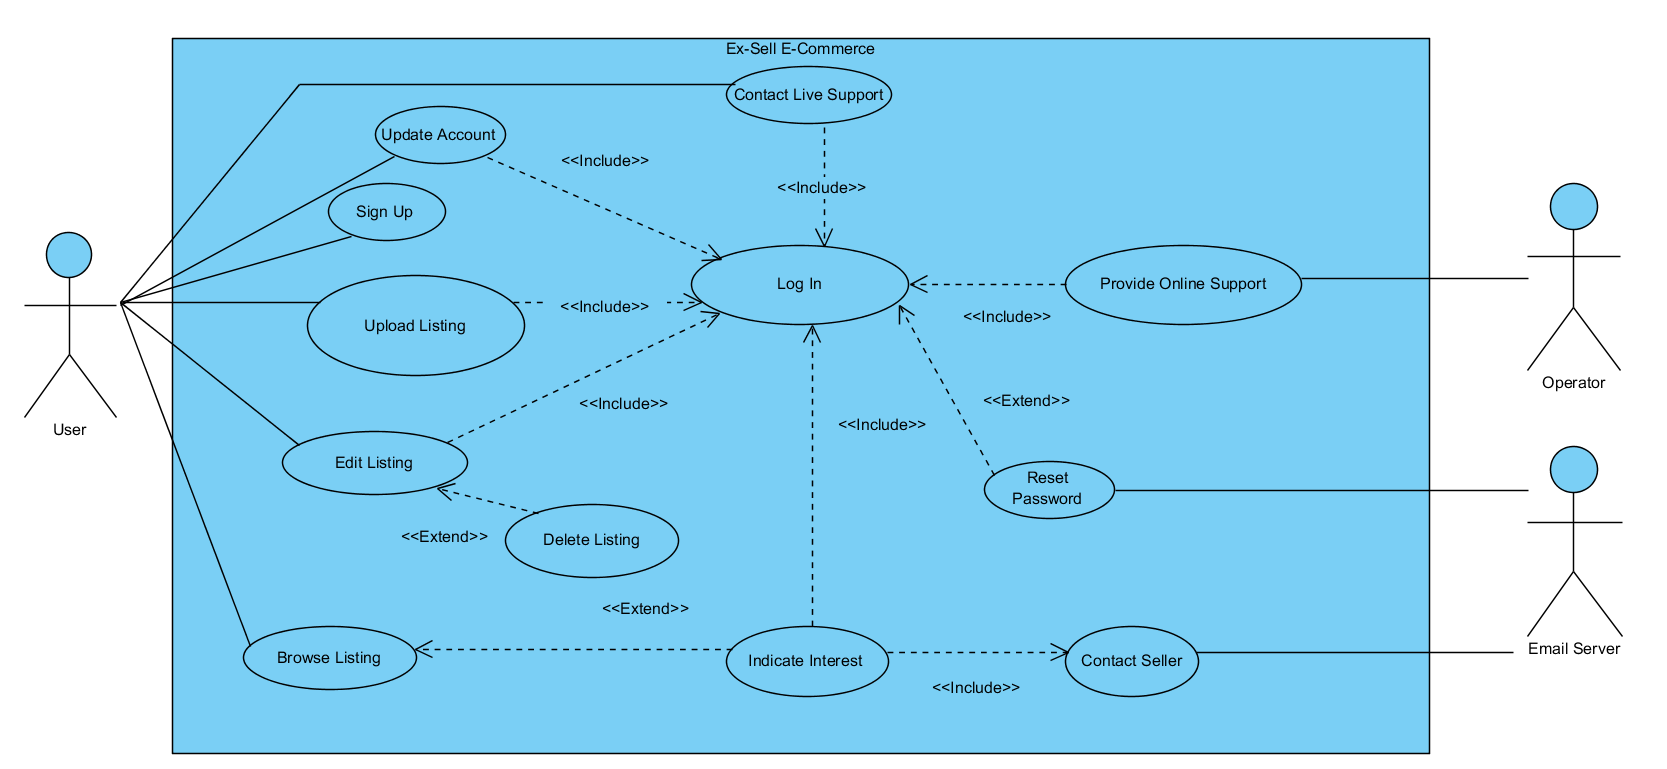 Ex-Sell E-Commerce
Contact Live Support
Update Account
<<Include>>
<<Include>>
Sign Up
Log In
Provide Online Support
<<Include>>
<<Include>>
Upload Listing
Operator
<<Extend>>
<<Include>>
<<Include>>
User
Edit Listing
Reset
Password
<<Extend>>
Delete Listing
<<Extend>>
Email Server
Browse Listing
Indicate Interest
Contact Seller
<<Include>>